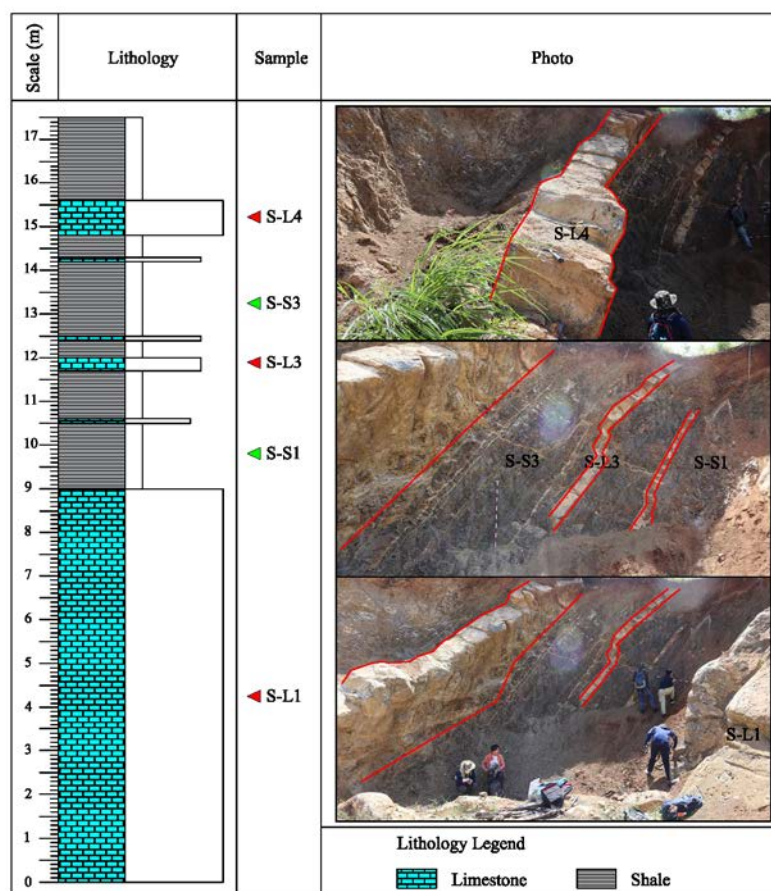 Scale (m)
Lithology
Sample
Photo
17
16
15
14
13
12
11
10
9
8
7
6
5
4
3
2
1
0
S-L4
S-S3
S-L3
S-S1
S-L1
S-L4
S-S3
S-L3
S-S1
S-L1
Lithology Legend
Limestone
Shale